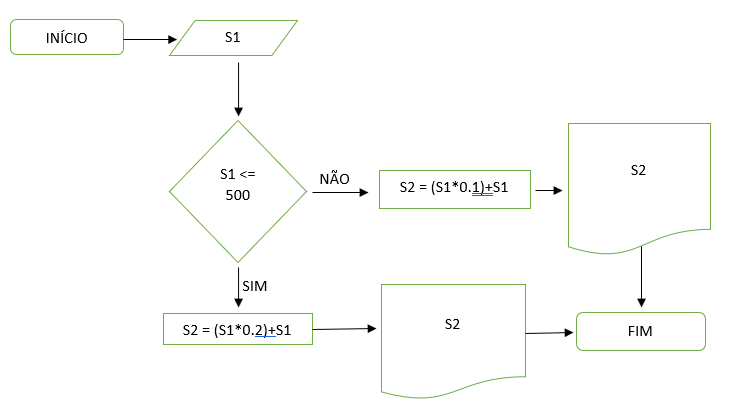 INÍCIO
S1
S1 <=
500
NÃO
S2 = (S1*0.1)+S1
S2
SIM
S2 = (S1*0.2)+S1
S2
FIM